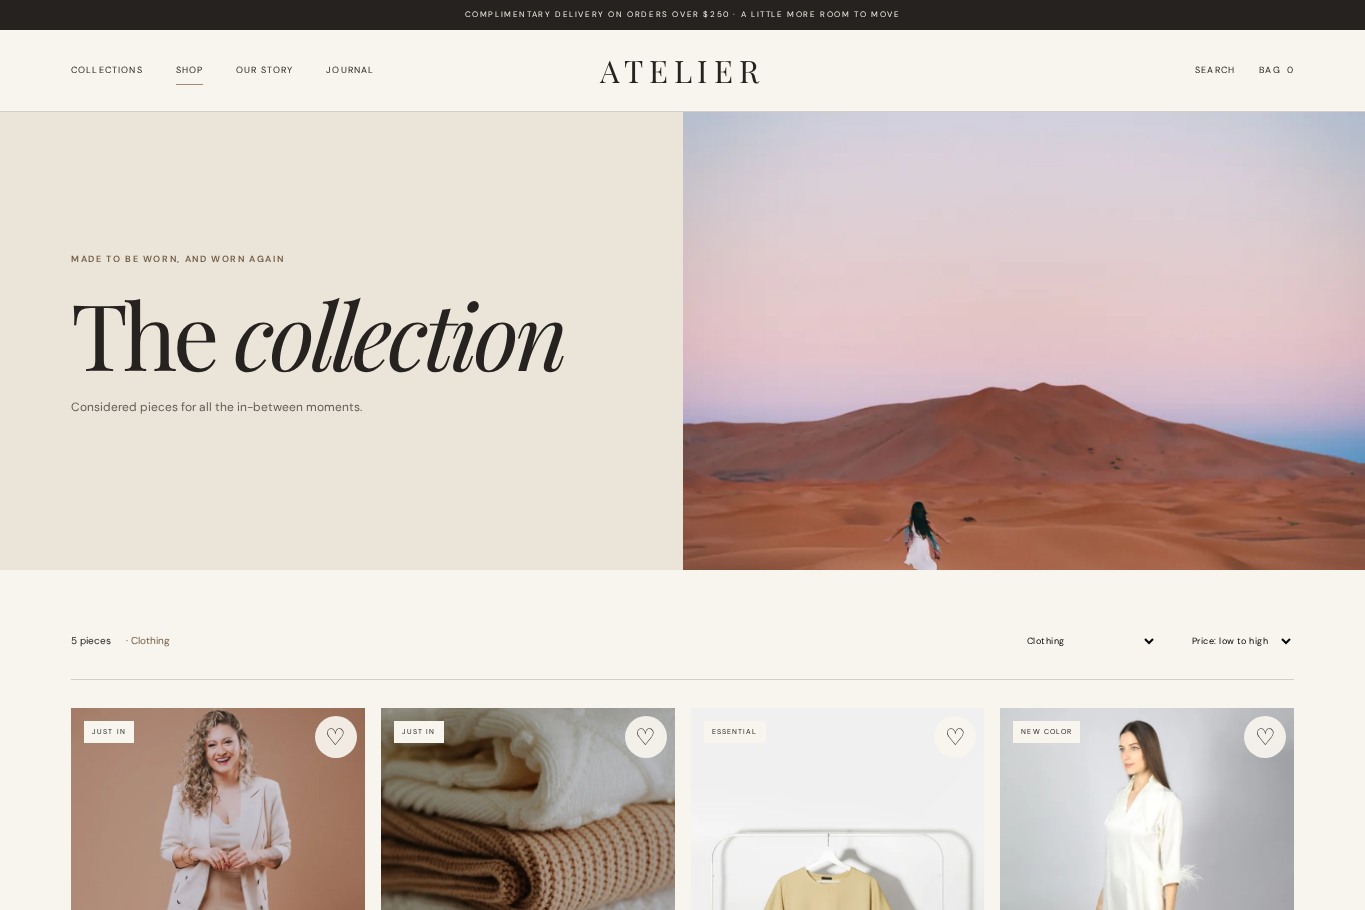 COMPLIMENTARY DELIVERY ON ORDERS OVER $250 · A LITTLE MORE ROOM TO MOVE
COLLECTIONS SHOP OUR STORY JOURNAL ATELIER SEARCH BAG 0
MADE TO BE WORN, AND WORN AGAIN
The collection
Considered pieces for all the in-between moments.
5 pieces · Clothing Clothing Price: low to high
JUST IN JUST IN ESSENTIAL NEW COLOR